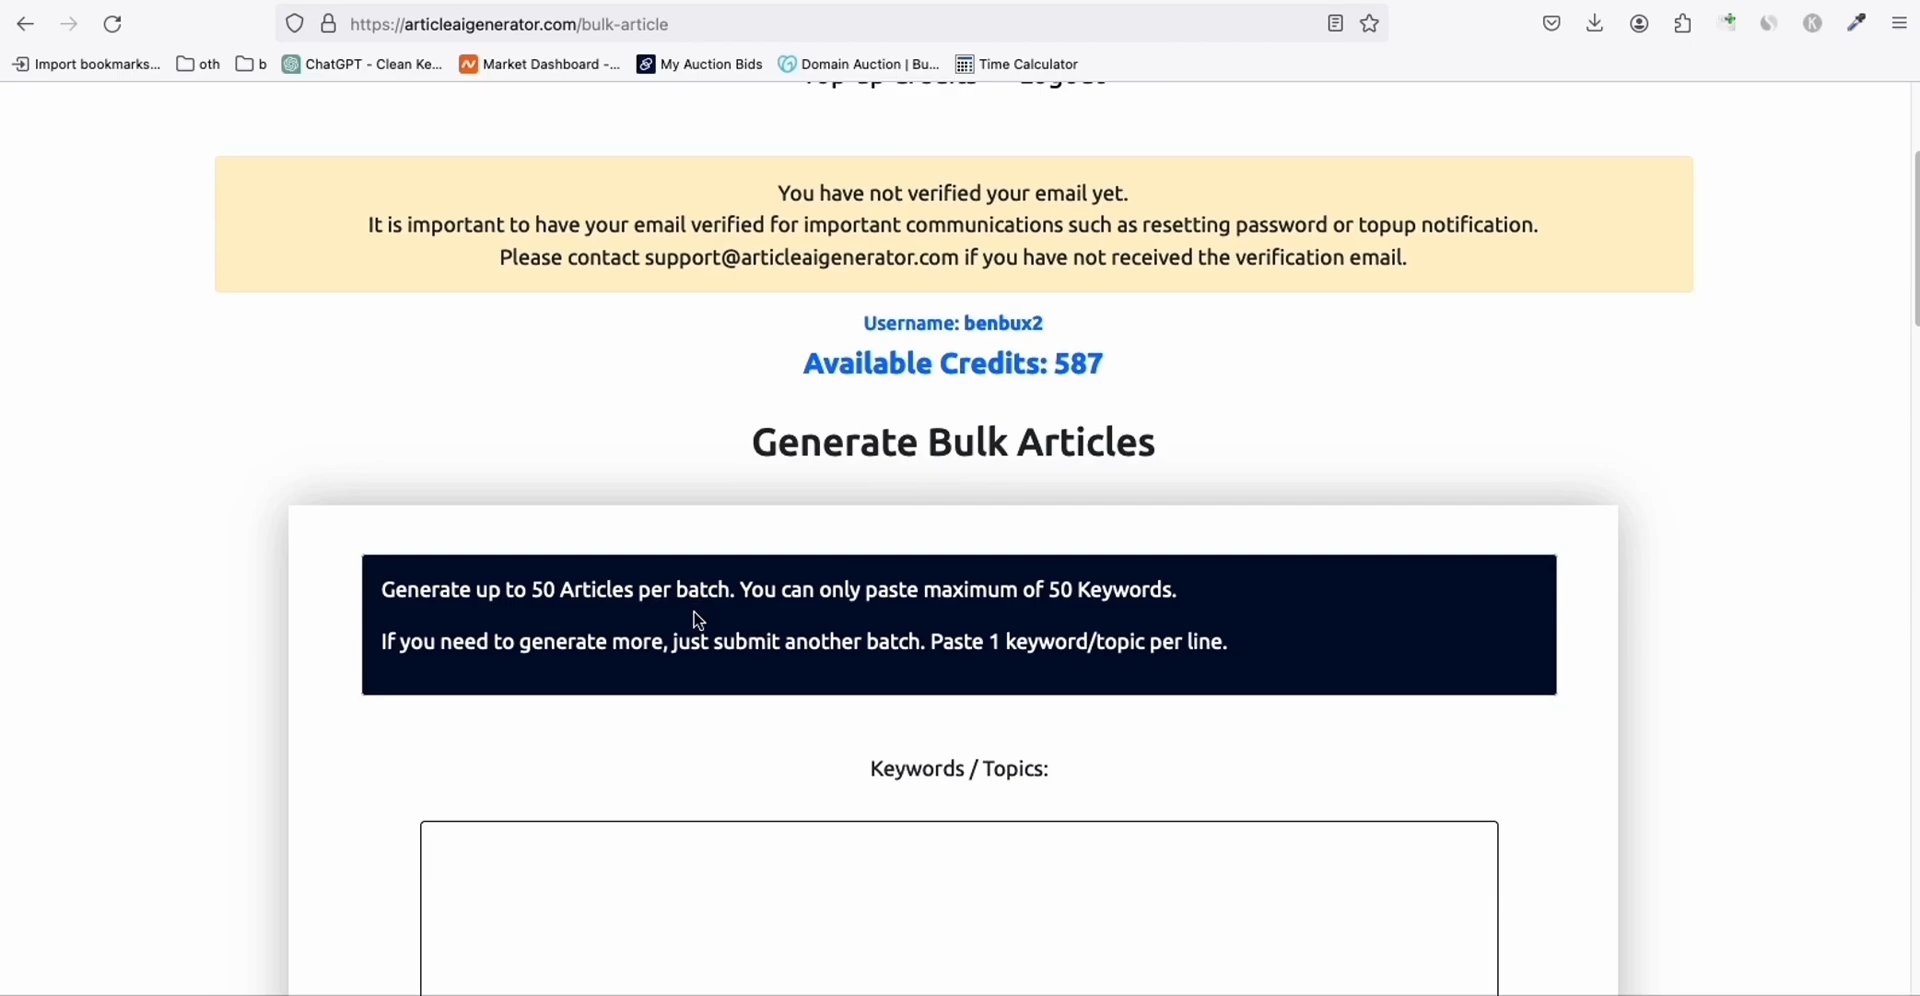 https://articleaigenerator.com/bulk-article
Import bookmarks...
oth
b
ChatGPT - Clean Ke...
Market Dashboard -...
My Auction Bids
Domain Auction | Bu...
Time Calculator
Top Up Credits Logout
You have not verified your email yet.
It is important to have your email verified for important communications such as resetting password or topup notification.
Please contact support@articleaigenerator.com if you have not received the verification email.
Username: benbux2
Available Credits: 587
Generate Bulk Articles
Generate up to 50 Articles per batch. You can only paste maximum of 50 Keywords.
If you need to generate more, just submit another batch. Paste 1 keyword/topic per line.
Keywords / Topics: